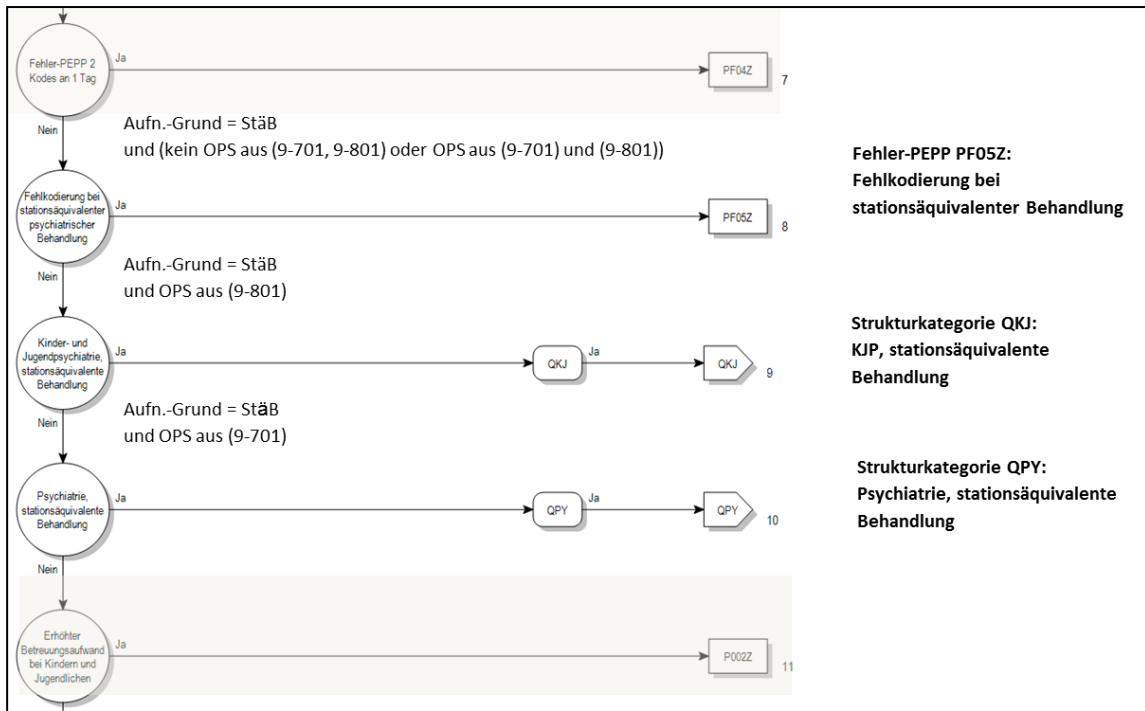 Fehler-PEPP 2
Kodes an 1 Tag
Ja
PF04Z
7
Nein
Aufn.-Grund = StäB
und (kein OPS aus (9-701, 9-801) oder OPS aus (9-701) und (9-801))
Fehler-PEPP PF05Z:
Fehlkodierung bei
stationsäquivalenter Behandlung
Fehlkodierung bei
stationsäquivalenter
psychiatrischer
Behandlung
Ja
PF05Z
8
Nein
Aufn.-Grund = StäB
und OPS aus (9-801)
Strukturkategorie QKJ:
KJP, stationsäquivalente
Behandlung
Kinder- und
Jugendpsychiatrie,
stationsäquivalente
Behandlung
Ja
QKJ
Ja
QKJ
9
Nein
Aufn.-Grund = StäB
und OPS aus (9-701)
Strukturkategorie QPY:
Psychiatrie, stationsäquivalente
Behandlung
Psychiatrie,
stationsäquivalente
Behandlung
Ja
QPY
Ja
QPY
10
Nein
Erhöhter
Betreuungsaufwand
bei Kindern und
Jugendlichen
Ja
P002Z
11